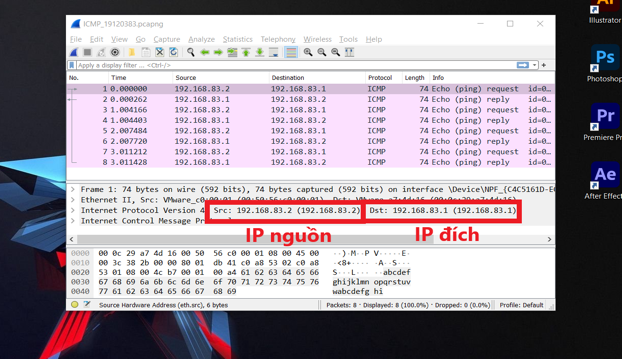 ICMP_19120383.pcapng
File Edit View Go Capture Analyze Statistics Telephony Wireless Tools Help
Apply a display filter ... <Ctrl-/>
No. Time Source Destination Protocol Length Info
1 0.000000 192.168.83.2 192.168.83.1 ICMP 74 Echo (ping) request id=0…
2 0.000262 192.168.83.1 192.168.83.2 ICMP 74 Echo (ping) reply id=0…
3 1.004166 192.168.83.2 192.168.83.1 ICMP 74 Echo (ping) request id=0…
4 1.004403 192.168.83.1 192.168.83.2 ICMP 74 Echo (ping) reply id=0…
5 2.007484 192.168.83.2 192.168.83.1 ICMP 74 Echo (ping) request id=0…
6 2.007720 192.168.83.1 192.168.83.2 ICMP 74 Echo (ping) reply id=0…
7 3.011212 192.168.83.2 192.168.83.1 ICMP 74 Echo (ping) request id=0…
8 3.011428 192.168.83.1 192.168.83.2 ICMP 74 Echo (ping) reply id=0…
Frame 1: 74 bytes on wire (592 bits), 74 bytes captured (592 bits) on interface \Device\NPF_{C4C5161D-E
Ethernet II, Src: VMware_c0
Internet Protocol Version 4 Src: 192.168.83.2 (192.168.83.2) Dst: 192.168.83.1 (192.168.83.1)
Internet Control Message Pro
IP nguồn
IP đích
0000 00 0c 29 a7 4d 16 00 50 56 c0 00 01 08 00 45 00
0010 00 3c 38 2b 00 00 80 01 db 41 c0 a8 53 02 c0 a8
0020 53 01 08 00 4c b7 00 01 00 a4 61 62 63 64 65 66
0030 67 68 69 6a 6b 6c 6d 6e 6f 70 71 72 73 74 75 76
0040 77 61 62 63 64 65 66 67 68 69
abcdef
ghijklmn opqrstuv
wabcdefg hi
Source Hardware Address (eth.src), 6 bytes
Packets: 8 · Displayed: 8 (100.0%) · Dropped: 0 (0.0%)
Profile: Default
Illustrator
Ps
Photoshop
Pr
Premiere Pr
Ae
After Effect